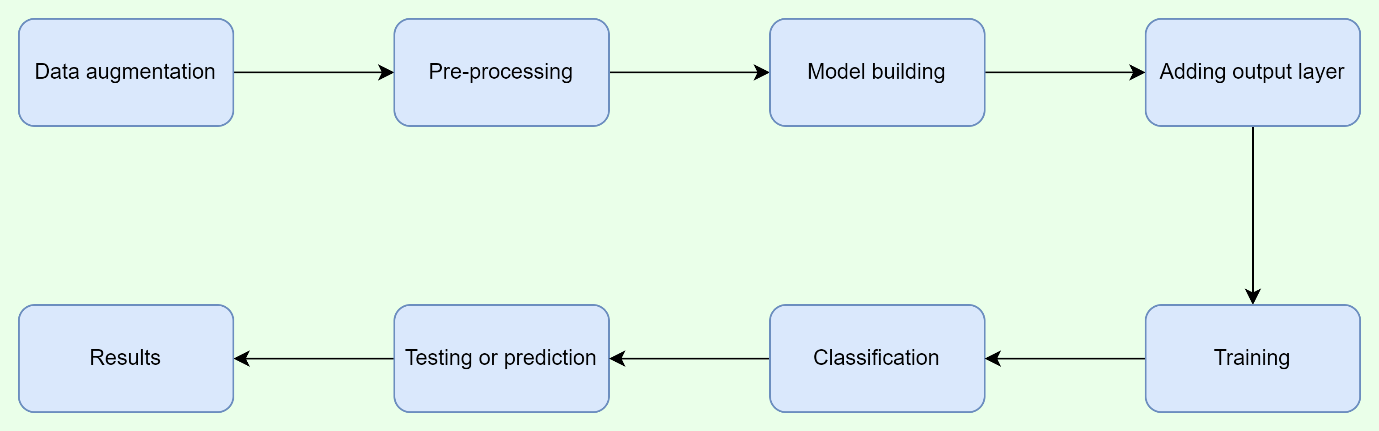 Data augmentation
Pre-processing
Model building
Adding output layer
Training
Classification
Testing or prediction
Results